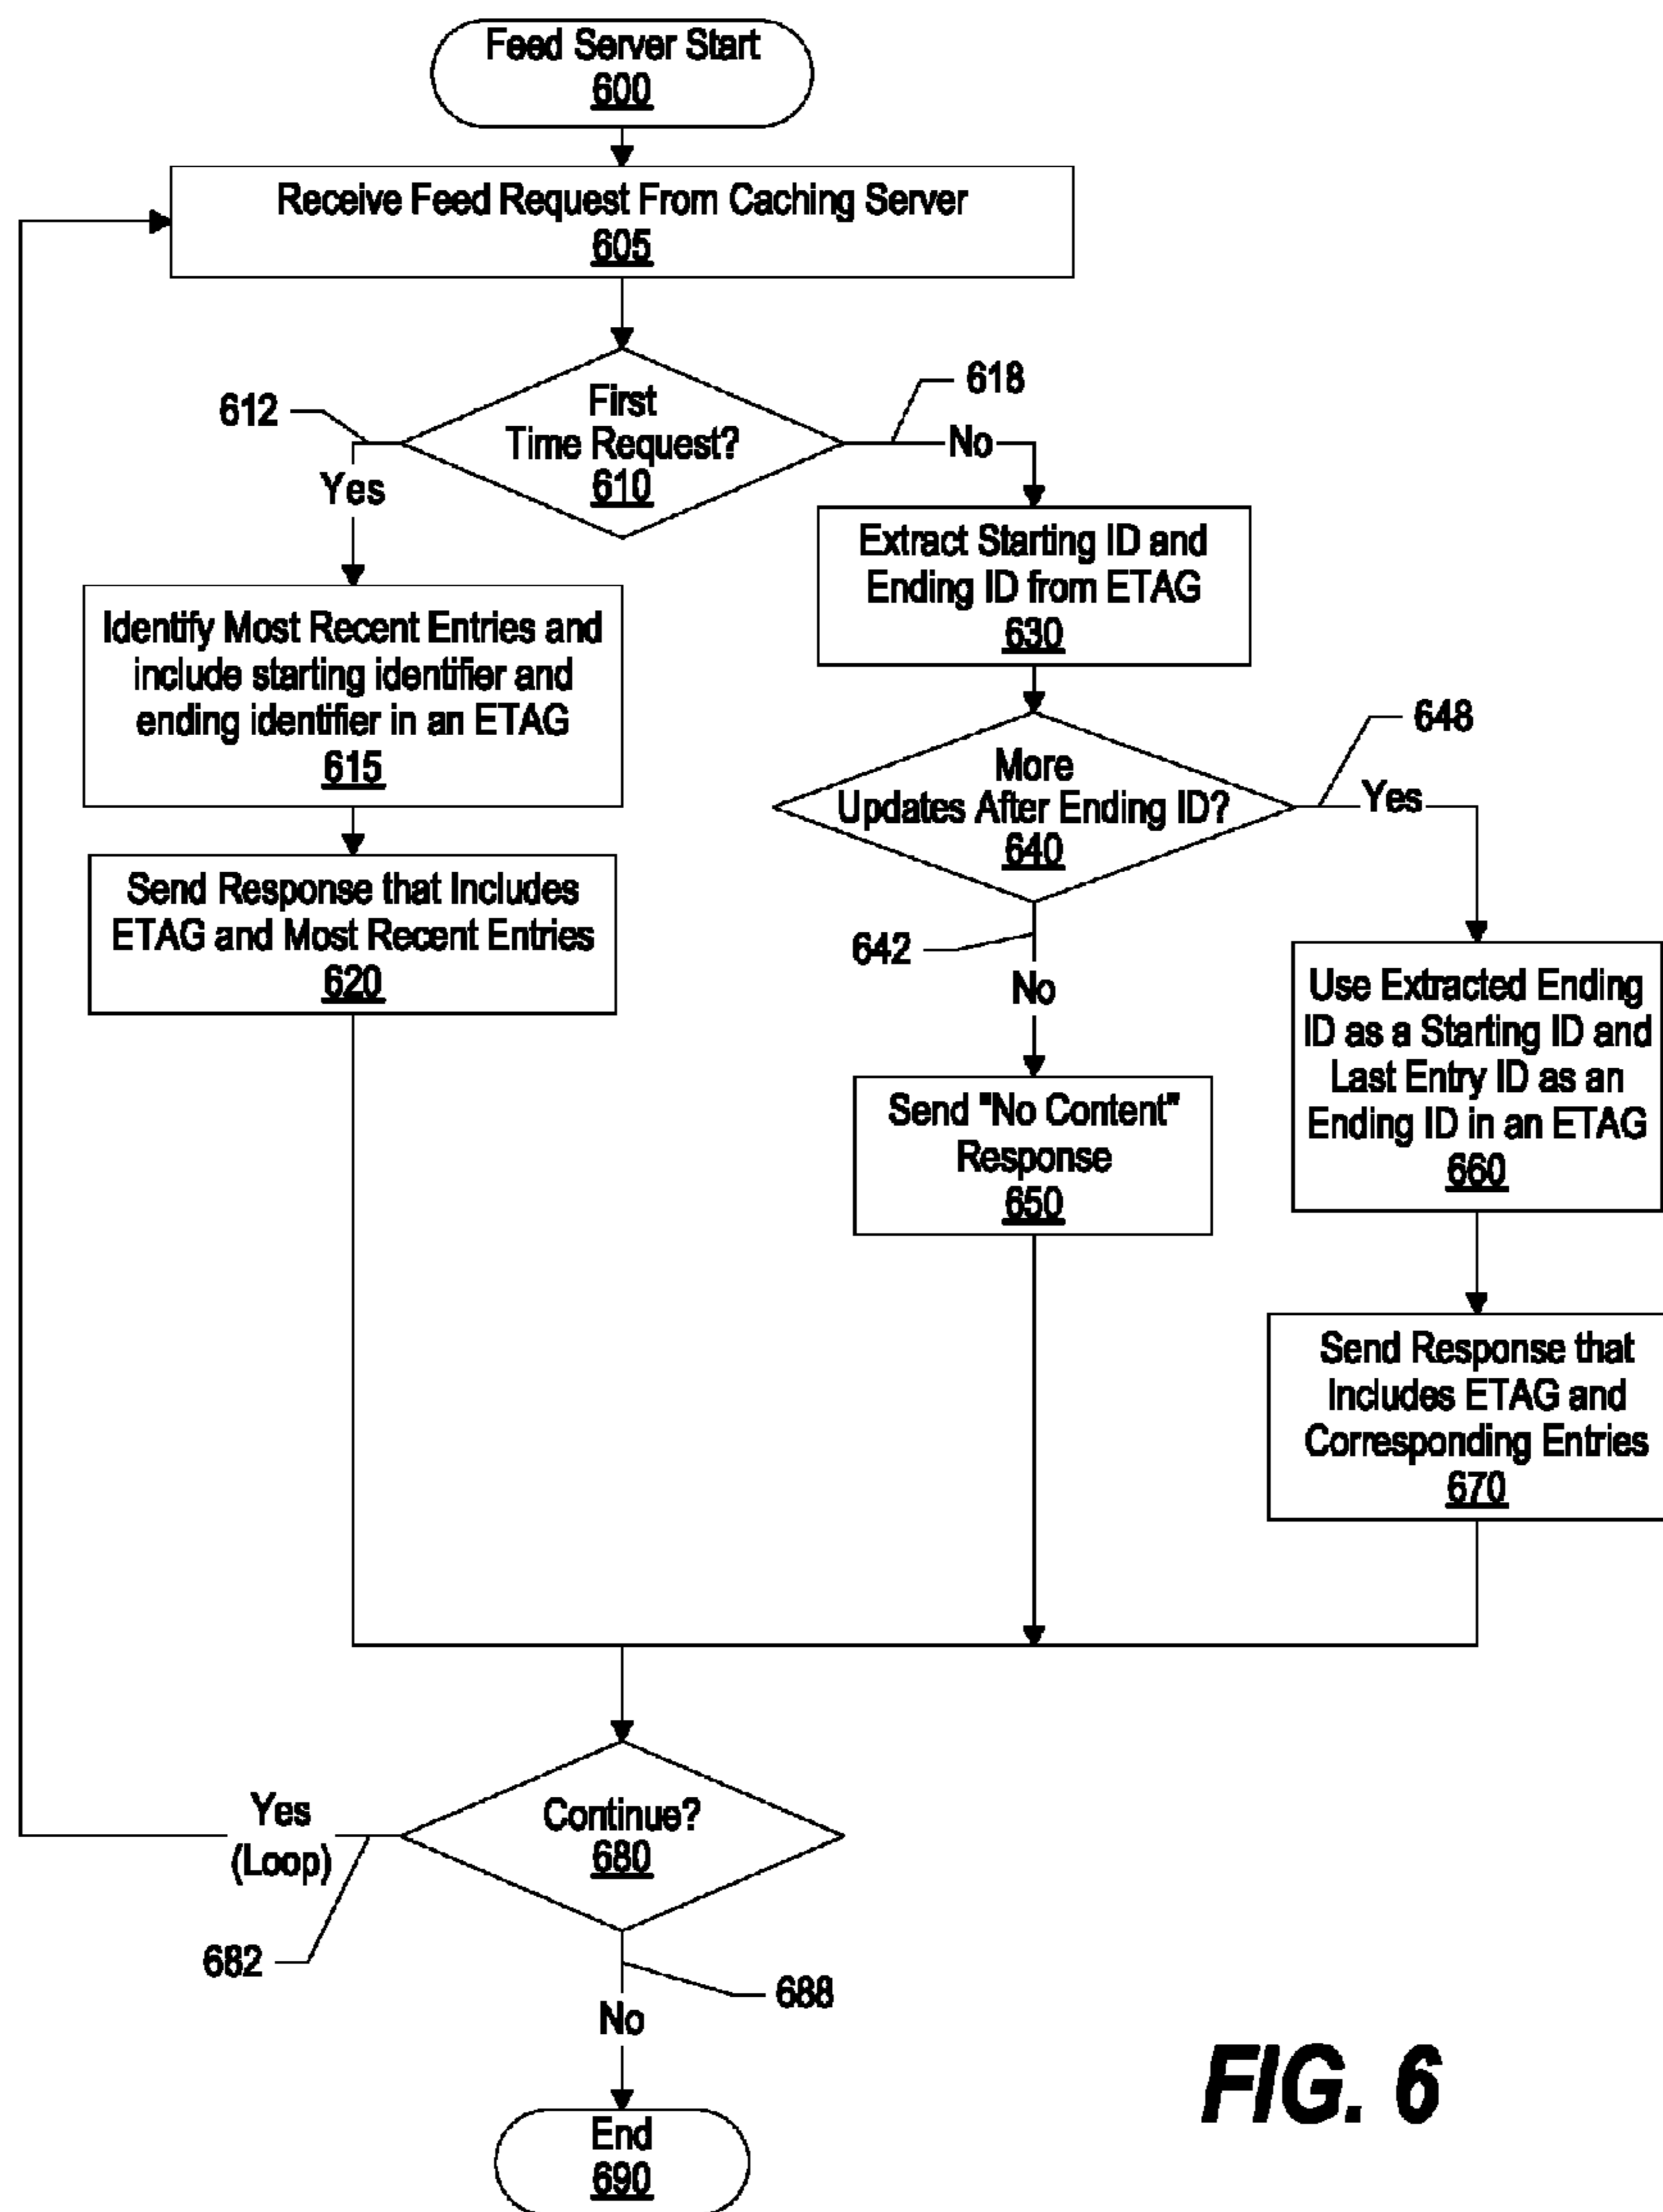 Feed Server Start
600
Receive Feed Request From Caching Server
605
First
Time Request?
610
612
Yes
618
No
Identify Most Recent Entries and
include starting identifier and
ending identifier in an ETAG
615
Send Response that Includes
ETAG and Most Recent Entries
620
Extract Starting ID and
Ending ID from ETAG
630
More
Updates After Ending ID?
640
648
Yes
642
No
Send "No Content"
Response
650
Use Extracted Ending
ID as a Starting ID and
Last Entry ID as an
Ending ID in an ETAG
660
Send Response that
Includes ETAG and
Corresponding Entries
670
Continue?
680
Yes
(Loop)
682
688
No
End
690
FIG. 6